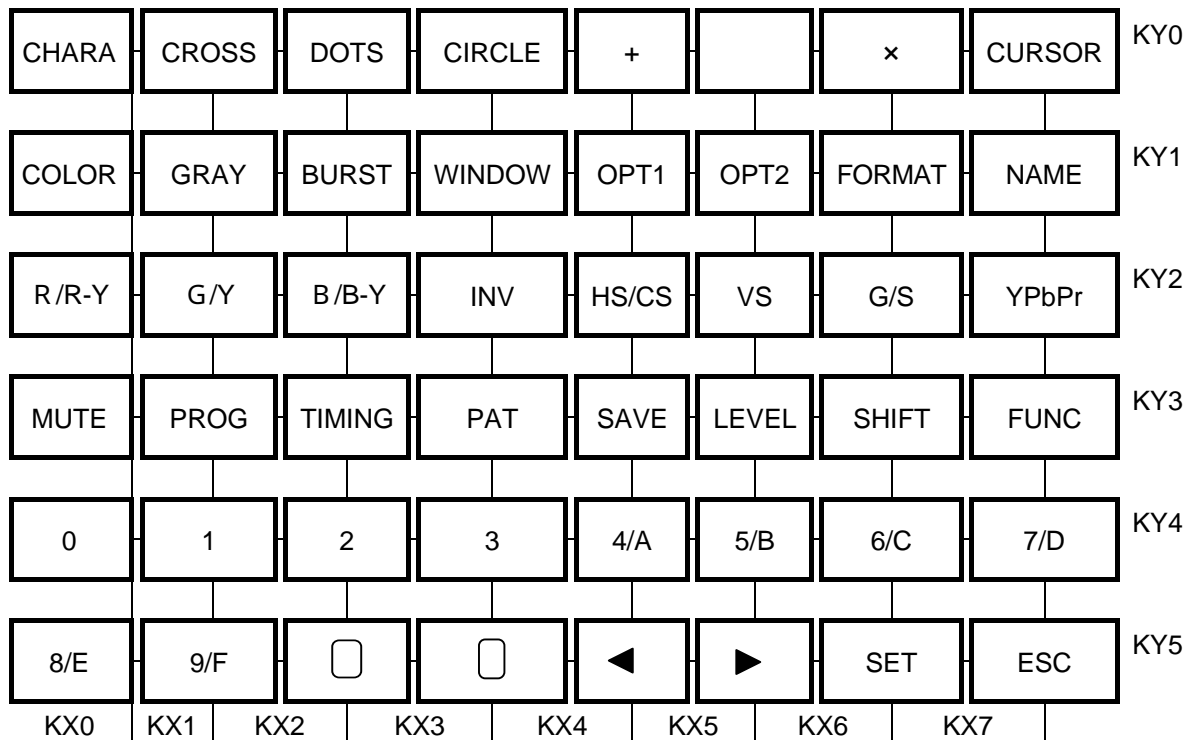 CHARA CROSS DOTS CIRCLE + × CURSOR KY0
COLOR GRAY BURST WINDOW OPT1 OPT2 FORMAT NAME KY1
R/R-Y G/Y B/B-Y INV HS/CS VS G/S YPbPr KY2
MUTE PROG TIMING PAT SAVE LEVEL SHIFT FUNC KY3
0 1 2 3 4/A 5/B 6/C 7/D KY4
8/E 9/F ◀ ▶ SET ESC KY5
KX0 KX1 KX2 KX3 KX4 KX5 KX6 KX7